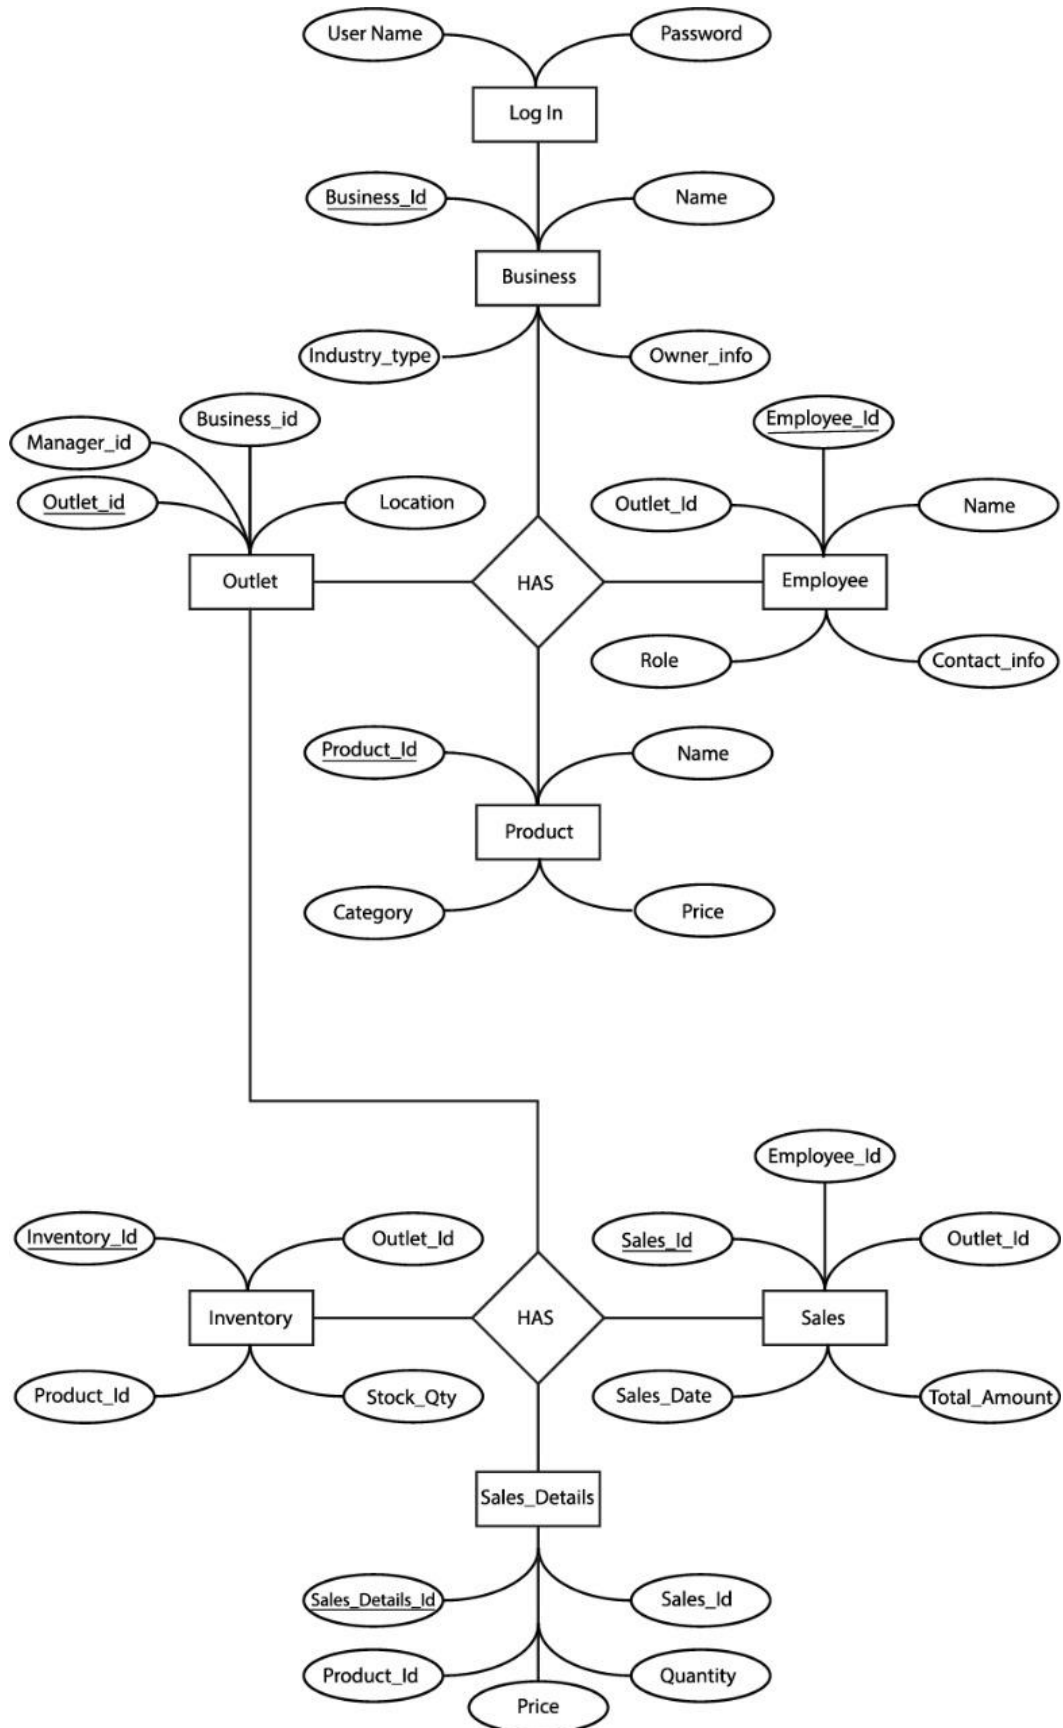 User Name
Password
Log In
Business_Id
Name
Business
Industry_type
Owner_info
Business_id
Manager_id
Outlet_id
Location
Outlet
HAS
Employee_Id
Outlet_Id
Name
Employee
Role
Contact_info
Product_Id
Name
Product
Category
Price
Employee_Id
Inventory_Id
Outlet_Id
Sales_Id
Outlet_Id
Inventory
HAS
Sales
Product_Id
Stock_Qty
Sales_Date
Total_Amount
Sales_Details
Sales_Details_Id
Sales_Id
Product_Id
Quantity
Price